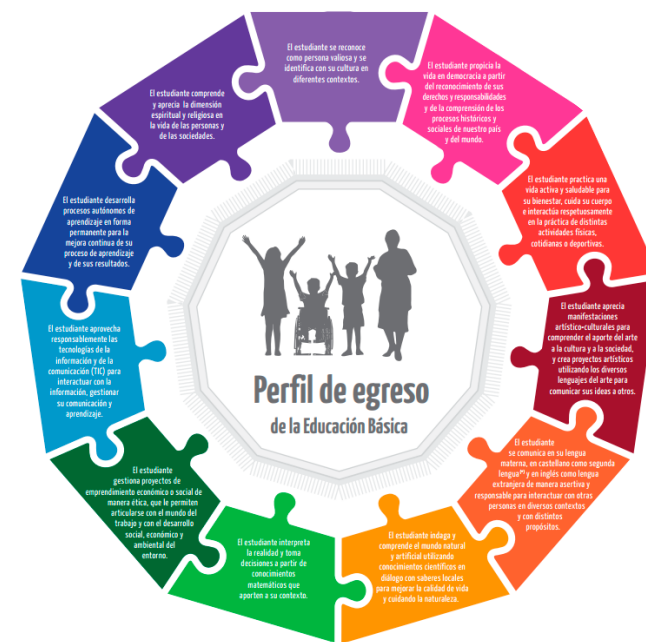 El estudiante se reconoce
como persona valiosa y se
identifica con su cultura en
diferentes contextos.
El estudiante propicia la
vida en democracia a partir
del reconocimiento de sus
derechos y responsabilidades
y de la comprensión de los
procesos históricos y
sociales de nuestro país
y del mundo.
El estudiante practica una
vida activa y saludable para
su bienestar, cuida su cuerpo
e interactúa respetuosamente
en la práctica de distintas
actividades físicas,
cotidianas o deportivas.
El estudiante aprecia
manifestaciones
artístico-culturales para
comprender el aporte del arte
a la cultura y a la sociedad,
y crea proyectos artísticos
utilizando los diversos
lenguajes del arte para
comunicar sus ideas a otros.
El estudiante
se comunica en su lengua
materna, en castellano como segunda
lengua y en inglés como lengua
extranjera de manera asertiva y
responsable para interactuar con otras
personas en diversos contextos
y con distintos
propósitos.
El estudiante indaga y
comprende el mundo natural
y artificial utilizando
conocimientos científicos en
diálogo con saberes locales
para mejorar la calidad de vida
y cuidando la naturaleza.
El estudiante interpreta
la realidad y toma
decisiones a partir de
conocimientos
matemáticos que
aporten a su contexto.
El estudiante
gestiona proyectos de
emprendimiento económico o social de
manera ética, que le permiten
articularse con el mundo del
trabajo y con el desarrollo
social, económico y
ambiental del
entorno.
El estudiante aprovecha
responsablemente las
tecnologías de la
información y de la
comunicación (TIC) para
interactuar con la
información, gestionar
su comunicación y
aprendizaje.
El estudiante desarrolla
procesos autónomos de
aprendizaje en forma
permanente para la
mejora continua de su
proceso de aprendizaje
y de sus resultados.
El estudiante comprende
y aprecia la dimensión
espiritual y religiosa en
la vida de las personas y
de las sociedades.
Perfil de egreso
de la Educación Básica